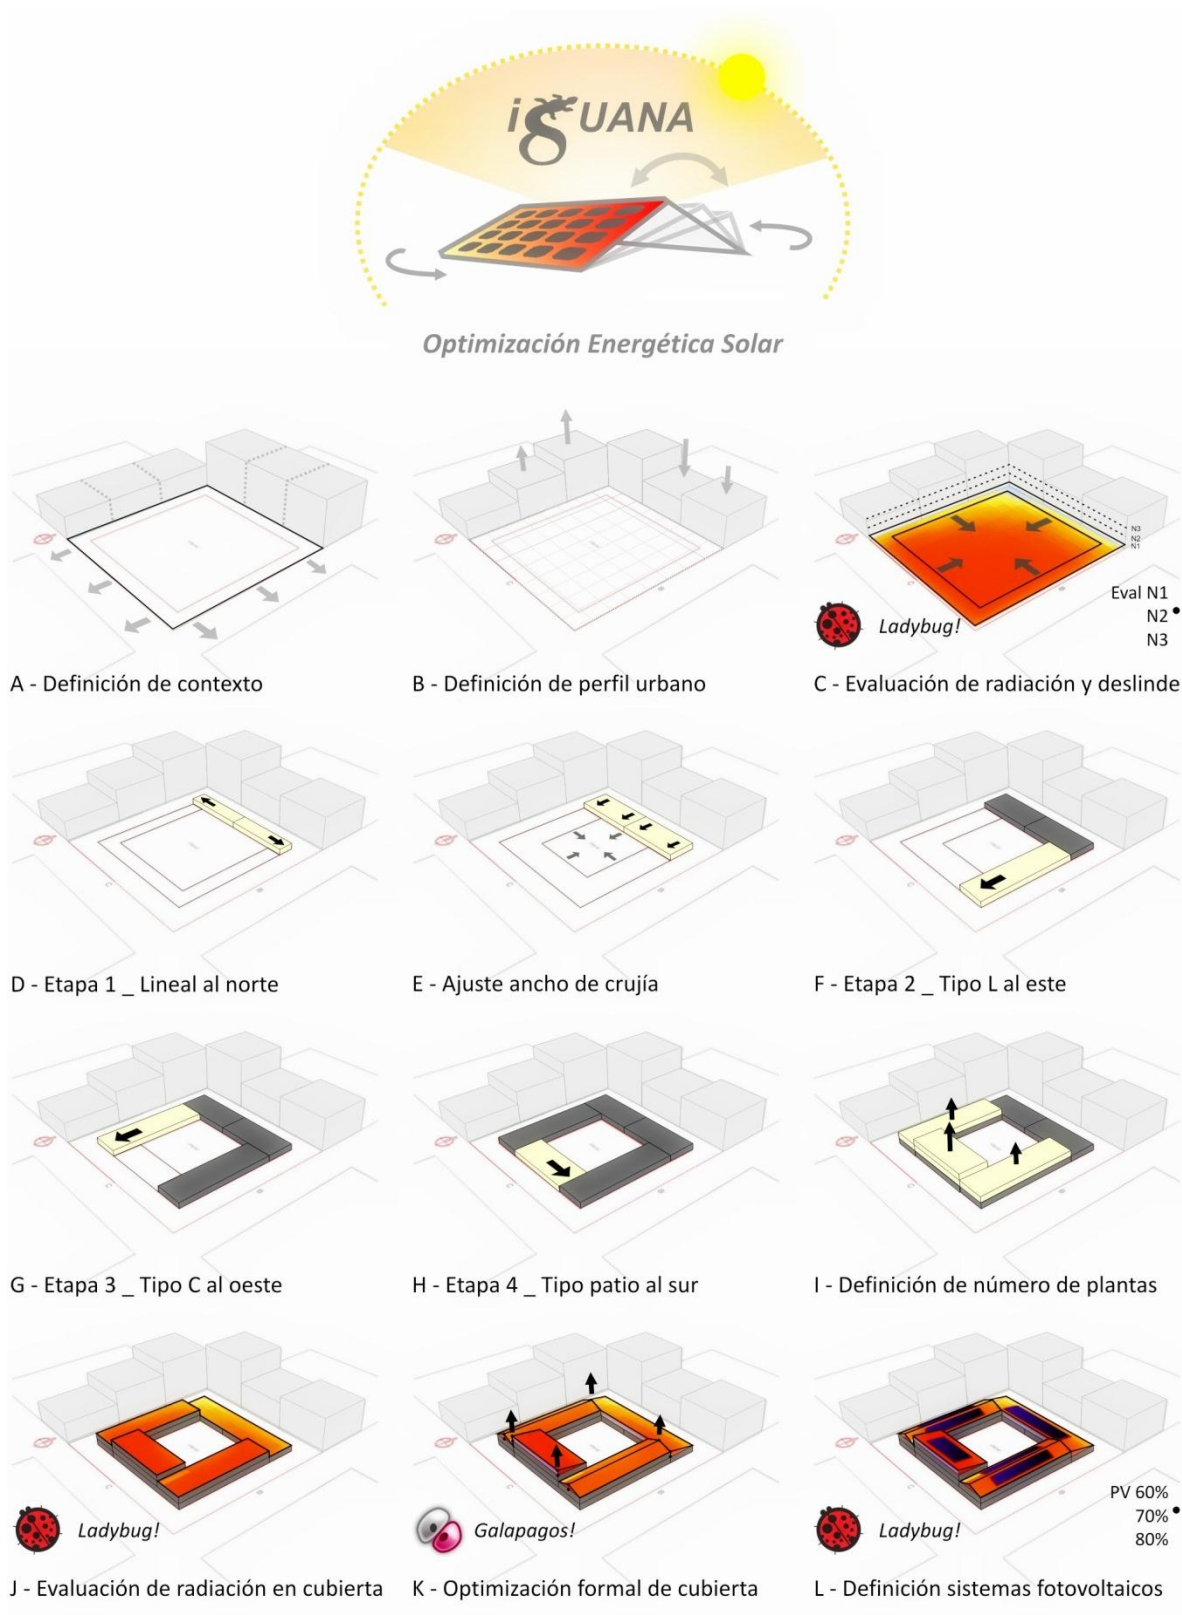 iguana
Optimización Energética Solar
N3
N2
N1
Eval N1
N2
N3
Ladybug!
A - Definición de contexto
B - Definición de perfil urbano
C - Evaluación de radiación y deslinde
D - Etapa 1 _ Lineal al norte
E - Ajuste ancho de crujía
F - Etapa 2 _ Tipo L al este
G - Etapa 3 _ Tipo C al oeste
H - Etapa 4 _ Tipo patio al sur
I - Definición de número de plantas
Ladybug!
Galapagos!
Ladybug!
PV 60%
70%
80%
J - Evaluación de radiación en cubierta
K - Optimización formal de cubierta
L - Definición sistemas fotovoltaicos